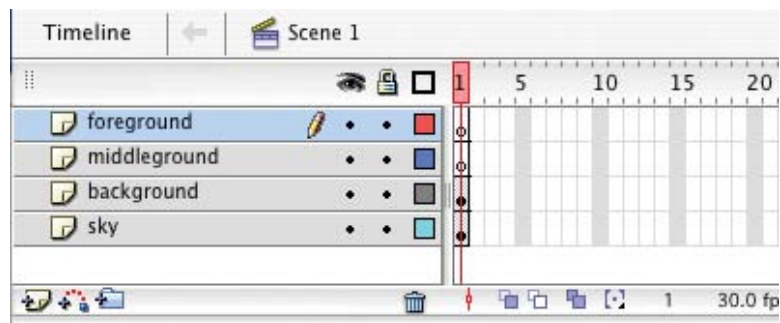 Timeline Scene 1
1 5 10 15 20
foreground
middleground
background
sky
1 30.0 fp